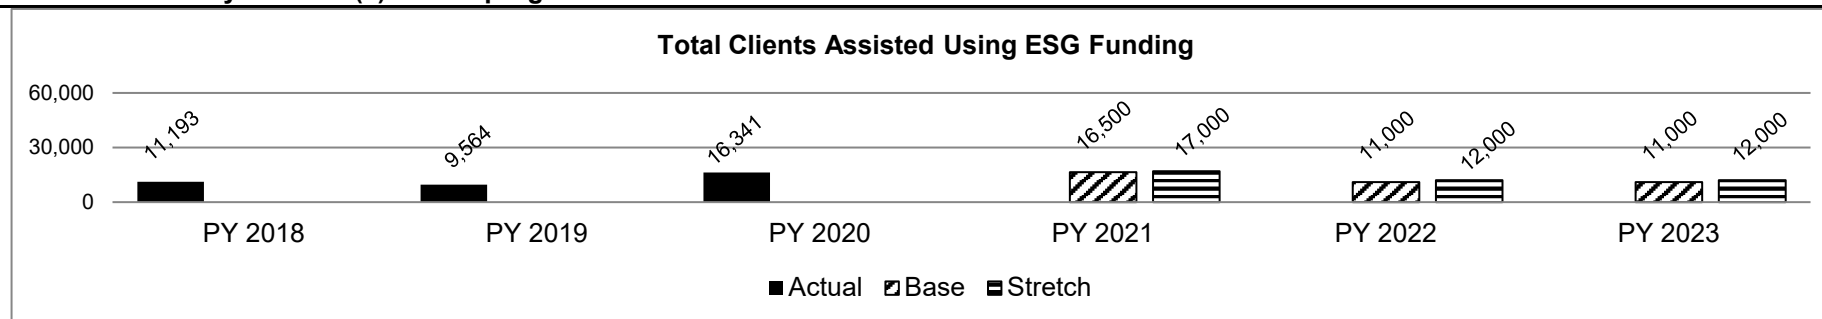 Total Clients Assisted Using ESG Funding
60,000
30,000
0
11,193
9,564
16,341
16,500
17,000
11,000
12,000
11,000
12,000
PY 2018
PY 2019
PY 2020
PY 2021
PY 2022
PY 2023
Actual
Base
Stretch